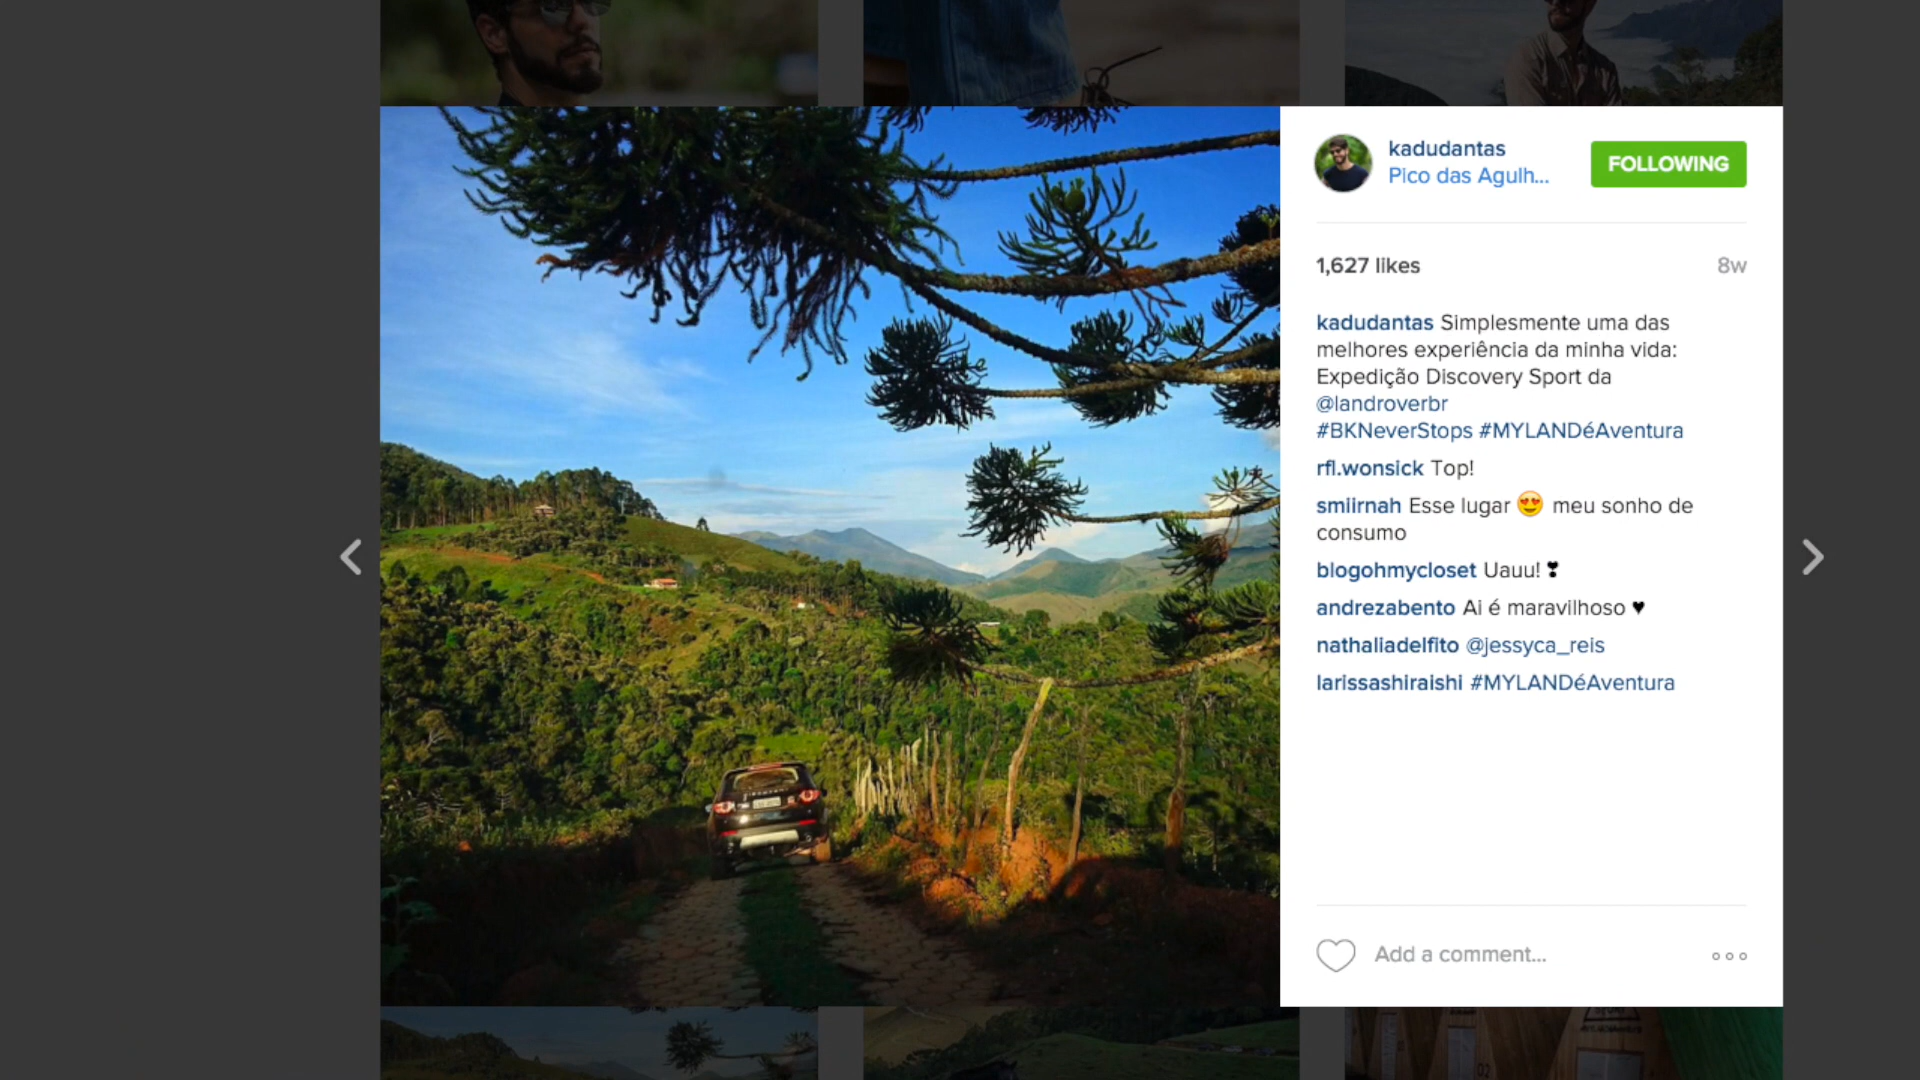 kadudantas
Pico das Agulh...
FOLLOWING
1,627 likes
8w
kadudantas Simplesmente uma das
melhores experiência da minha vida:
Expedição Discovery Sport da
@landroverbr
#BKNeverStops #MYLANDéAventura
rfl.wonsick Top!
smiirnah Esse lugar 😍 meu sonho de
consumo
blogohmycloset Uauu! ❣
andrezabento Ai é maravilhoso ♥
nathaliadelfito @jessyca_reis
larissashiraishi #MYLANDéAventura
Add a comment...
02